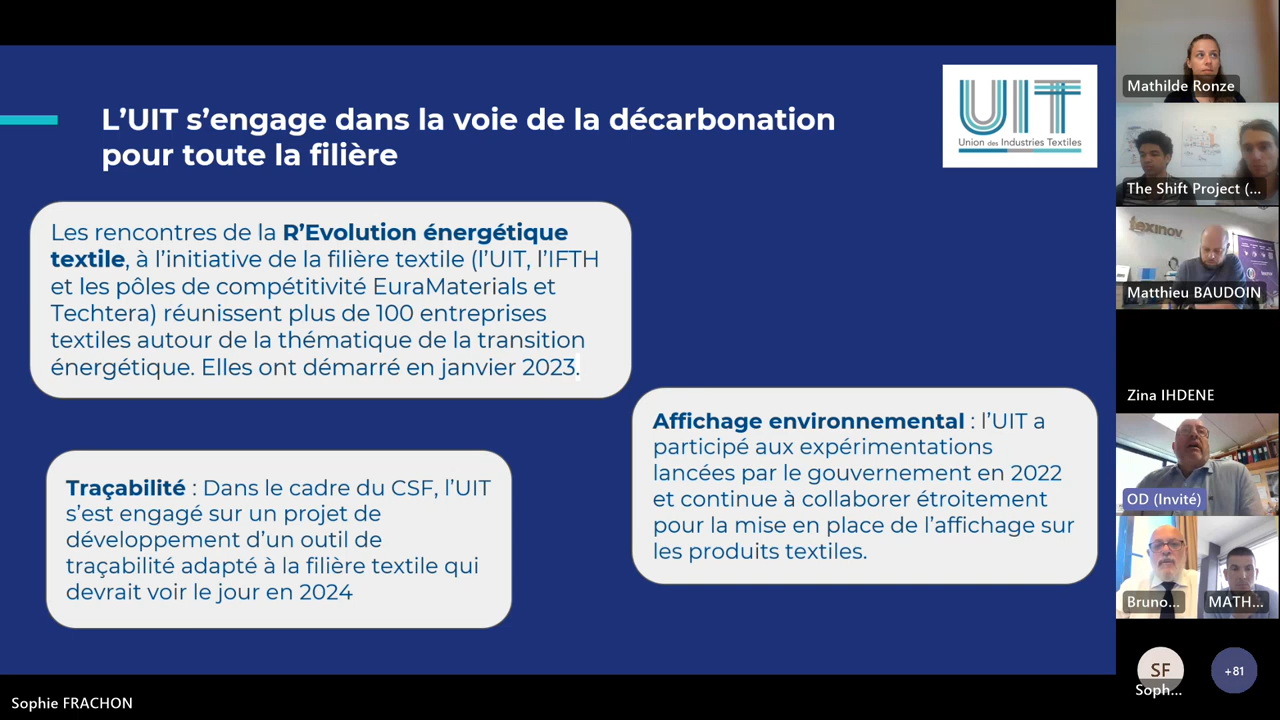 L'UIT s'engage dans la voie de la décarbonation
pour toute la filière
UIT
Union des Industries Textiles
Les rencontres de la R'Evolution énergétique
textile, à l'initiative de la filière textile (l'UIT, l'IFTH
et les pôles de compétitivité EuraMaterials et
Techtera) réunissent plus de 100 entreprises
textiles autour de la thématique de la transition
énergétique. Elles ont démarré en janvier 2023.
Affichage environnemental : l'UIT a
participé aux expérimentations
lancées par le gouvernement en 2022
et continue à collaborer étroitement
pour la mise en place de l'affichage sur
les produits textiles.
Traçabilité : Dans le cadre du CSF, l'UIT
s'est engagé sur un projet de
développement d'un outil de
traçabilité adapté à la filière textile qui
devrait voir le jour en 2024
Sophie FRACHON
Mathilde Ronze
The Shift Project (...
texinov
Matthieu BAUDOIN
Zina IHDENE
OD (Invité)
Bruno...
MATH...
SF
Soph...
+81